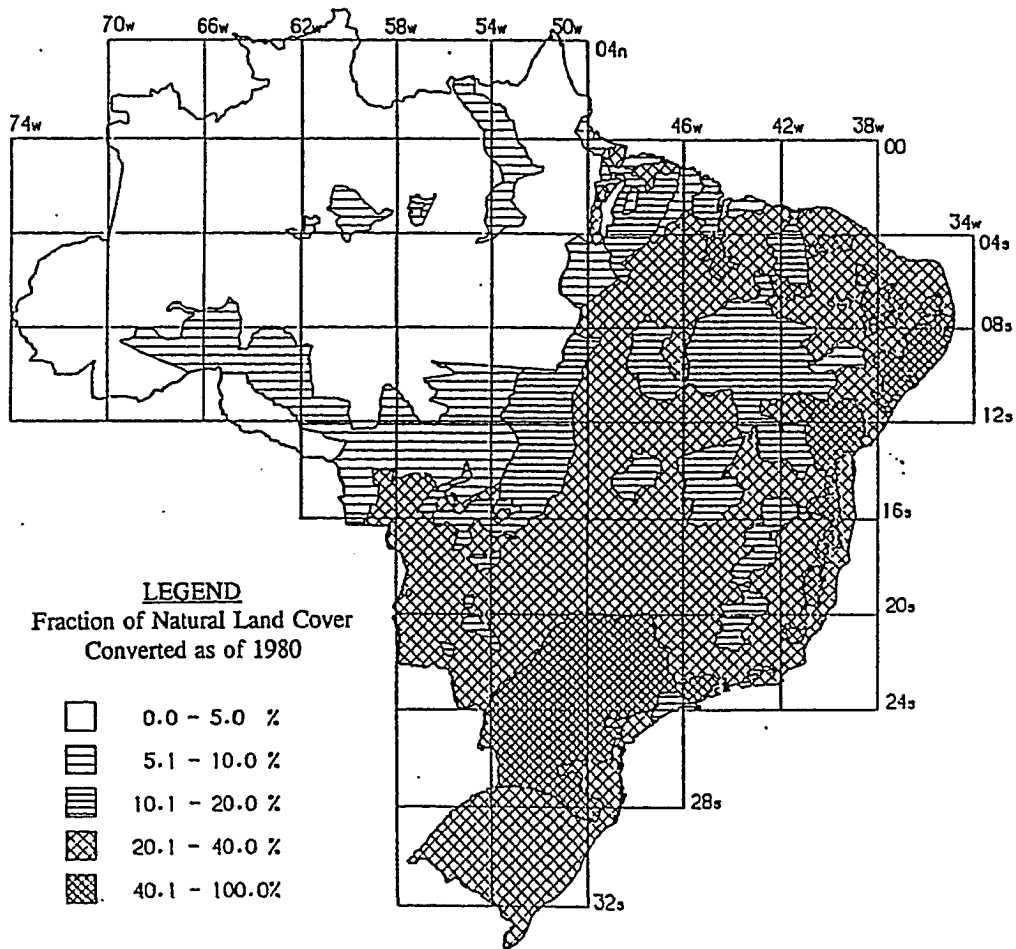 70w 66w 62w 58w 54w 50w
04n
74w 46w 42w 38w
00
34w
04s
08s
12s
16s
20s
24s
28s
32s
LEGEND
Fraction of Natural Land Cover
Converted as of 1980
0.0 - 5.0 %
5.1 - 10.0 %
10.1 - 20.0 %
20.1 - 40.0 %
40.1 - 100.0%